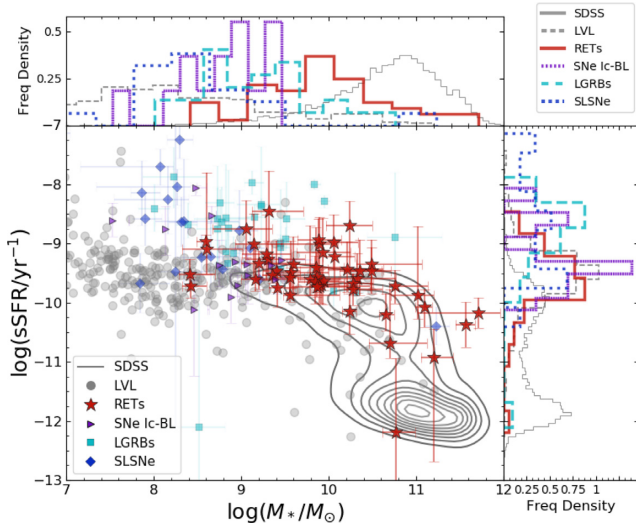 Freq Density
0.5
0.25
−7
SDSS
LVL
RETs
SNe Ic-BL
LGRBs
SLSNe
log(sSFR/yr⁻¹)
−8
−9
−10
−11
−12
−13
SDSS
LVL
RETs
SNe Ic-BL
LGRBs
SLSNe
7 8 9 10 11 12
0.25 0.5 0.75 1
log(M*/M⊙)
Freq Density